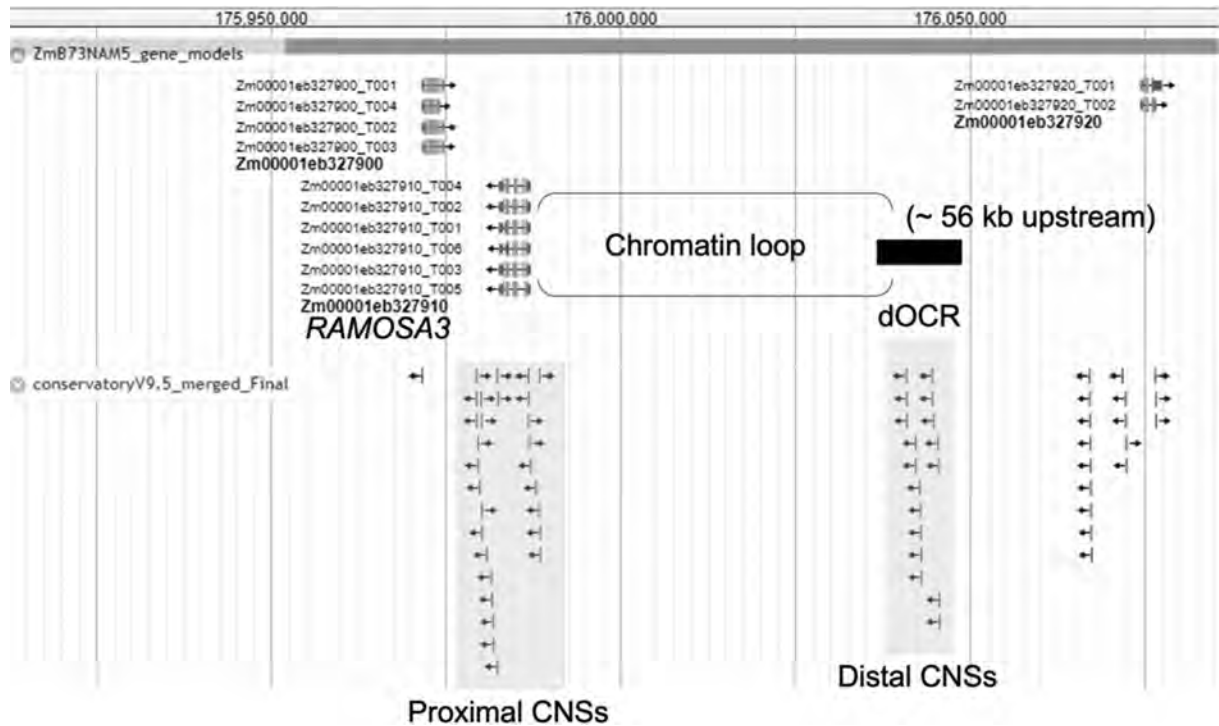 175,950,000 176,000,000 176,050,000
ZmB73NAM5_gene_models
Zm00001eb327900_T001
Zm00001eb327900_T004
Zm00001eb327900_T002
Zm00001eb327900_T003
Zm00001eb327900
Zm00001eb327920_T001
Zm00001eb327920_T002
Zm00001eb327920
Zm00001eb327910_T004
Zm00001eb327910_T002
Zm00001eb327910_T001
Zm00001eb327910_T006
Zm00001eb327910_T003
Zm00001eb327910_T005
Zm00001eb327910
RAMOSA3
Chromatin loop
(~ 56 kb upstream)
dOCR
conservatoryV9.5_merged_Final
Distal CNSs
Proximal CNSs